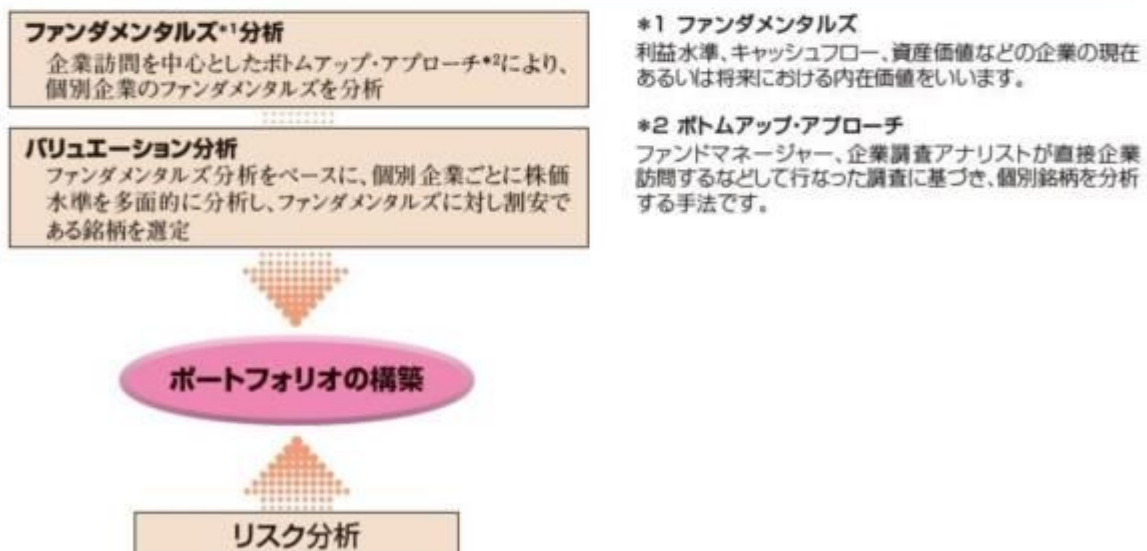 ファンダメンタルズ*1分析
企業訪問を中心としたボトムアップ・アプローチ*2により、
個別企業のファンダメンタルズを分析
バリュエーション分析
ファンダメンタルズ分析をベースに、個別企業ごとに株価
水準を多面的に分析し、ファンダメンタルズに対し割安で
ある銘柄を選定
ポートフォリオの構築
リスク分析
*1 ファンダメンタルズ
利益水準、キャッシュフロー、資産価値などの企業の現在
あるいは将来における内在価値をいいます。
*2 ボトムアップ・アプローチ
ファンドマネージャー、企業調査アナリストが直接企業
訪問するなどして行なった調査に基づき、個別銘柄を分析
する手法です。